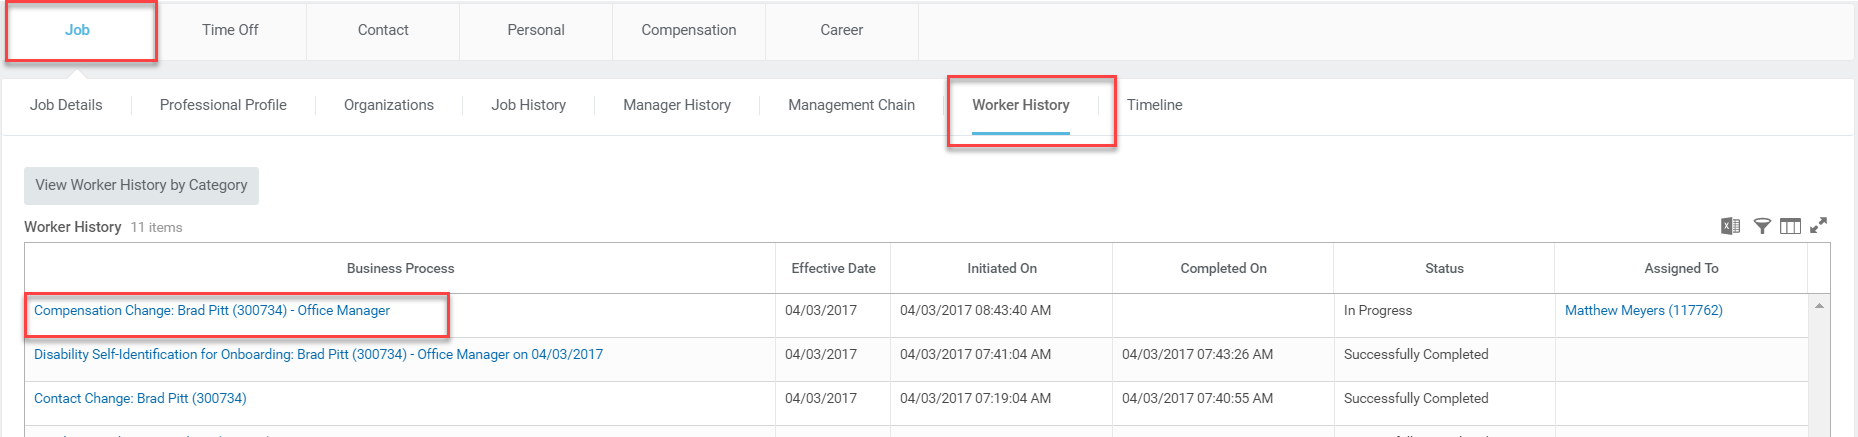 Job Time Off Contact Personal Compensation Career
Job Details Professional Profile Organizations Job History Manager History Management Chain Worker History Timeline
View Worker History by Category
Worker History 11 items
Business Process Effective Date Initiated On Completed On Status Assigned To
Compensation Change: Brad Pitt (300734) - Office Manager 04/03/2017 04/03/2017 08:43:40 AM In Progress Matthew Meyers (117762)
Disability Self-Identification for Onboarding: Brad Pitt (300734) - Office Manager on 04/03/2017 04/03/2017 04/03/2017 07:41:04 AM 04/03/2017 07:43:26 AM Successfully Completed
Contact Change: Brad Pitt (300734) 04/03/2017 04/03/2017 07:19:04 AM 04/03/2017 07:40:55 AM Successfully Completed